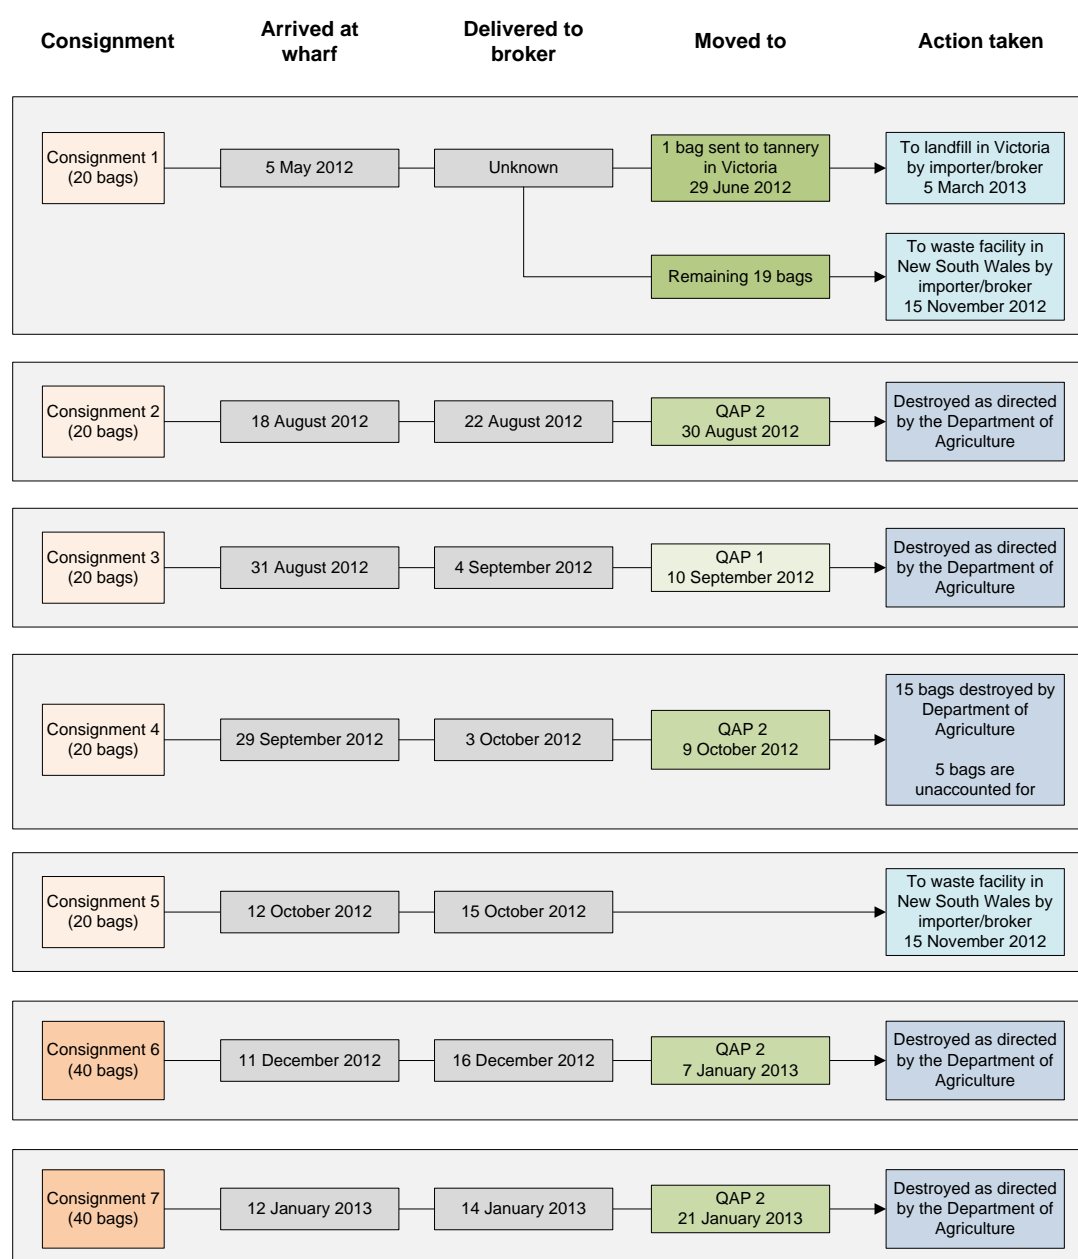 Consignment
Arrived at
wharf
Delivered to
broker
Moved to
Action taken
Consignment 1
(20 bags)
5 May 2012
Unknown
1 bag sent to tannery
in Victoria
29 June 2012
To landfill in Victoria
by importer/broker
5 March 2013
Remaining 19 bags
To waste facility in
New South Wales by
importer/broker
15 November 2012
Consignment 2
(20 bags)
18 August 2012
22 August 2012
QAP 2
30 August 2012
Destroyed as directed
by the Department of
Agriculture
Consignment 3
(20 bags)
31 August 2012
4 September 2012
QAP 1
10 September 2012
Destroyed as directed
by the Department of
Agriculture
Consignment 4
(20 bags)
29 September 2012
3 October 2012
QAP 2
9 October 2012
15 bags destroyed by
Department of
Agriculture
5 bags are
unaccounted for
Consignment 5
(20 bags)
12 October 2012
15 October 2012
To waste facility in
New South Wales by
importer/broker
15 November 2012
Consignment 6
(40 bags)
11 December 2012
16 December 2012
QAP 2
7 January 2013
Destroyed as directed
by the Department of
Agriculture
Consignment 7
(40 bags)
12 January 2013
14 January 2013
QAP 2
21 January 2013
Destroyed as directed
by the Department of
Agriculture